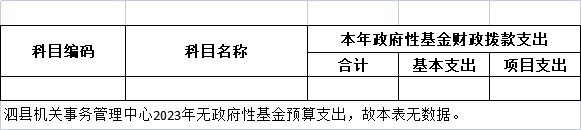 科目编码 科目名称 本年政府性基金财政拨款支出
合计 基本支出 项目支出
泗县机关事务管理中心2023年无政府性基金预算支出，故本表无数据。